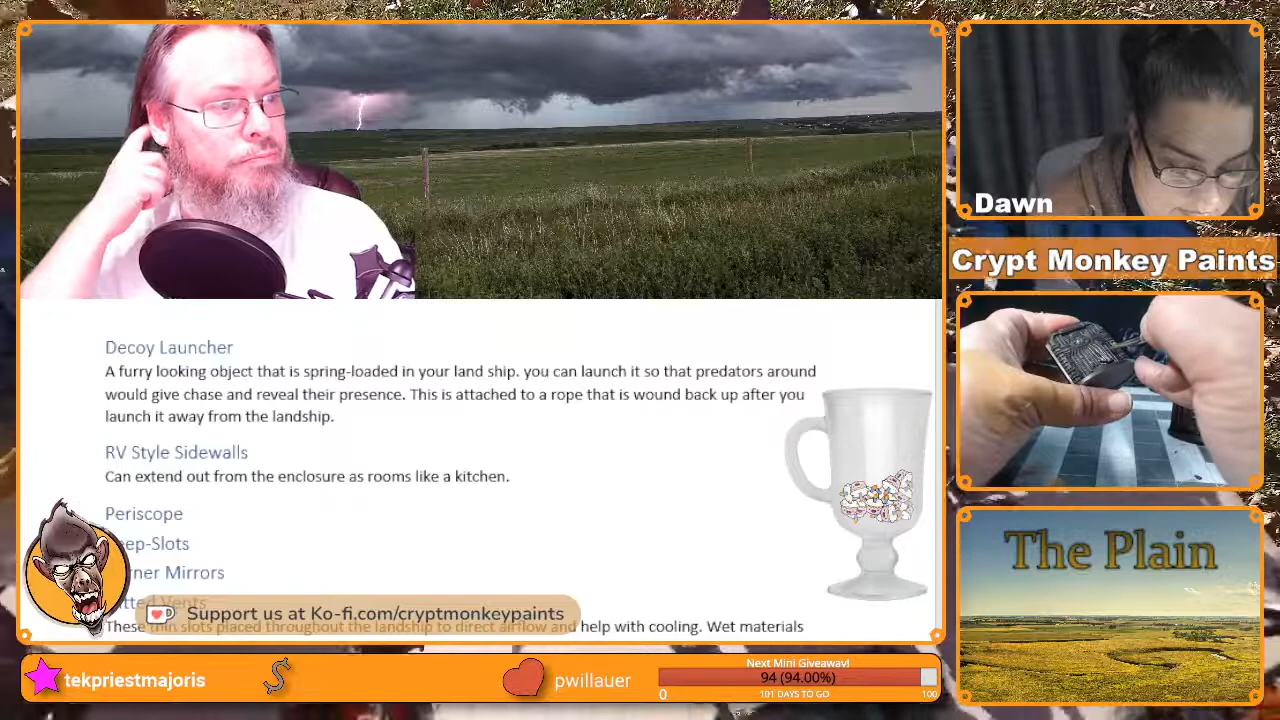 Decoy Launcher
A furry looking object that is spring-loaded in your land ship. you can launch it so that predators around
would give chase and reveal their presence. This is attached to a rope that is wound back up after you
launch it away from the landship.
RV Style Sidewalls
Can extend out from the enclosure as rooms like a kitchen.
Periscope
eep-Slots
ner Mirrors
itted Vents
These thin slots placed throughout the landship to direct airflow and help with cooling. Wet materials
Support us at Ko-fi.com/cryptmonkeypaints
tekpriestmajoris
$
pwillauer
Next Mini Giveaway!
94 (94.00%)
0
101 DAYS TO GO
100
Dawn
Crypt Monkey Paints
The Plain